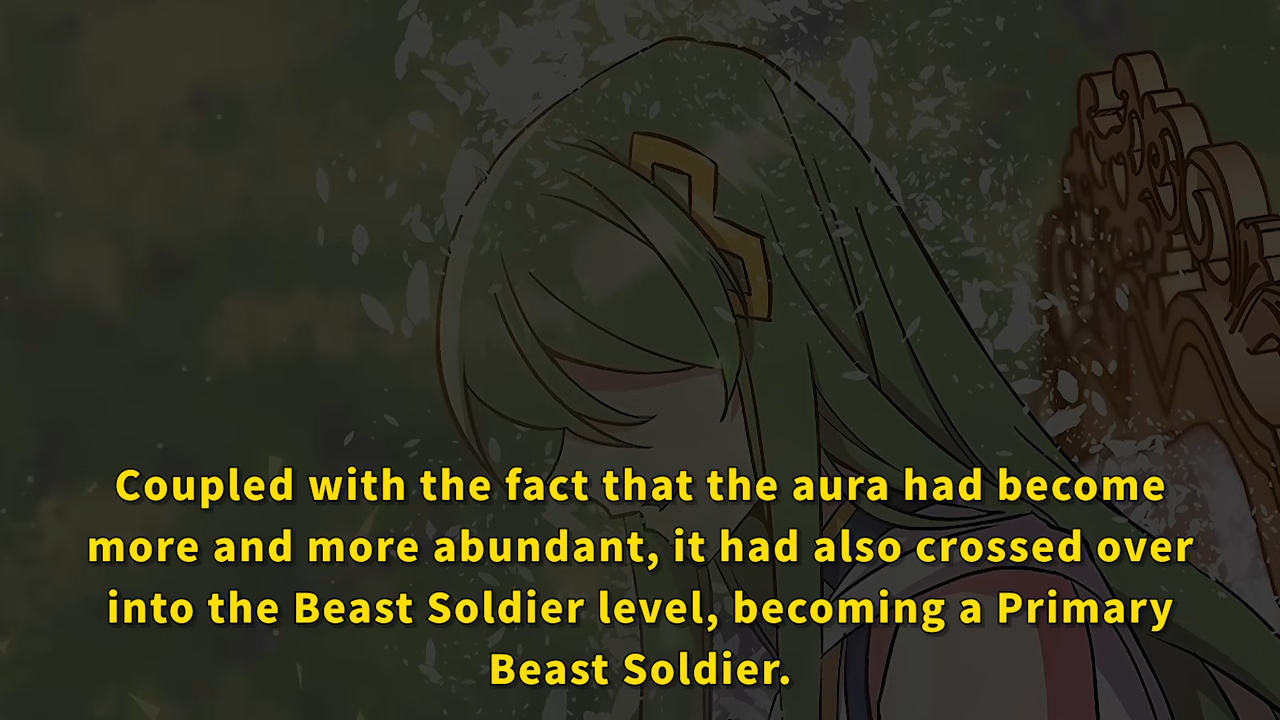 Coupled with the fact that the aura had become
more and more abundant, it had also crossed over
into the Beast Soldier level, becoming a Primary
Beast Soldier.